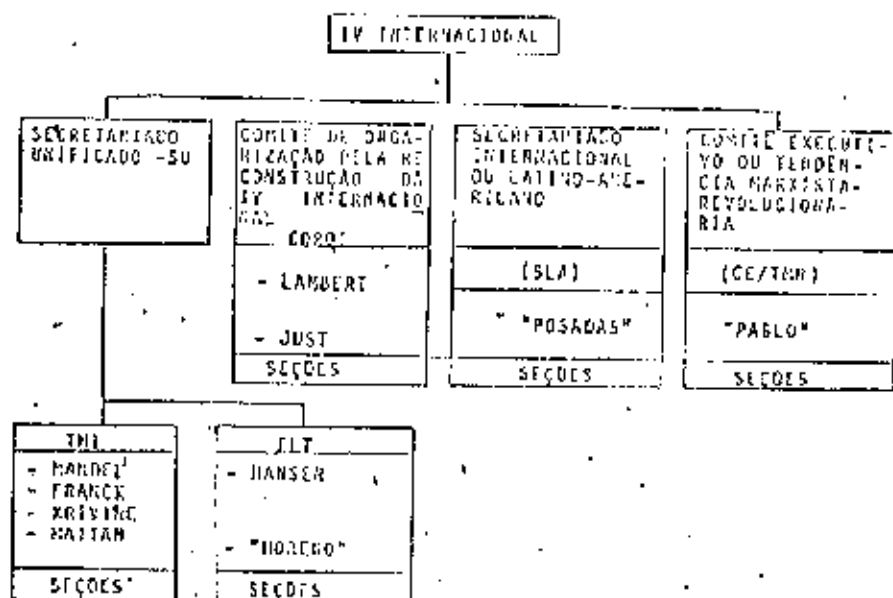 IV INTERNACIONAL
SECRETARIADO
UNIFICADO -SU
COMITÊ DE ORGA-
NIZAÇÃO PELA RE
CONSTRUÇÃO DA
IV INTERNACIO
NAL
- LAMBERT
- JUST
SEÇÕES
SECRETARIADO
INTERNACIONAL
OU LATINO-AME-
RICANO
(SLA)
"POSADAS"
SEÇÕES
COMITÊ EXECUTI-
VO OU TENDÊN-
CIA MARXISTA-
REVOLUCIONÁ-
RIA
(CE/TMR)
"PABLO"
SEÇÕES
TMI
- MANDEL
- FRANCK
- KRIVINE
- MAITAN
SEÇÕES
- HANSER
- "MORENO"
SEÇÕES